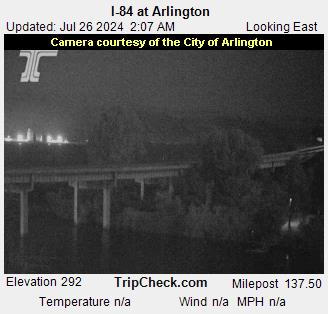 I-84 at Arlington
Updated: Jul 26 2024 2:07 AM Looking East
Camera courtesy of the City of Arlington
Elevation 292 TripCheck.com Milepost 137.50
Temperature n/a Wind n/a MPH n/a